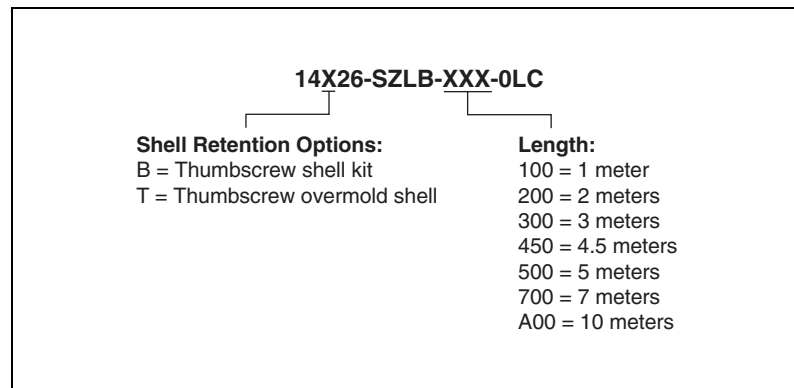 14X26-SZLB-XXX-0LC
Shell Retention Options:
B = Thumbscrew shell kit
T = Thumbscrew overmold shell
Length:
100 = 1 meter
200 = 2 meters
300 = 3 meters
450 = 4.5 meters
500 = 5 meters
700 = 7 meters
A00 = 10 meters